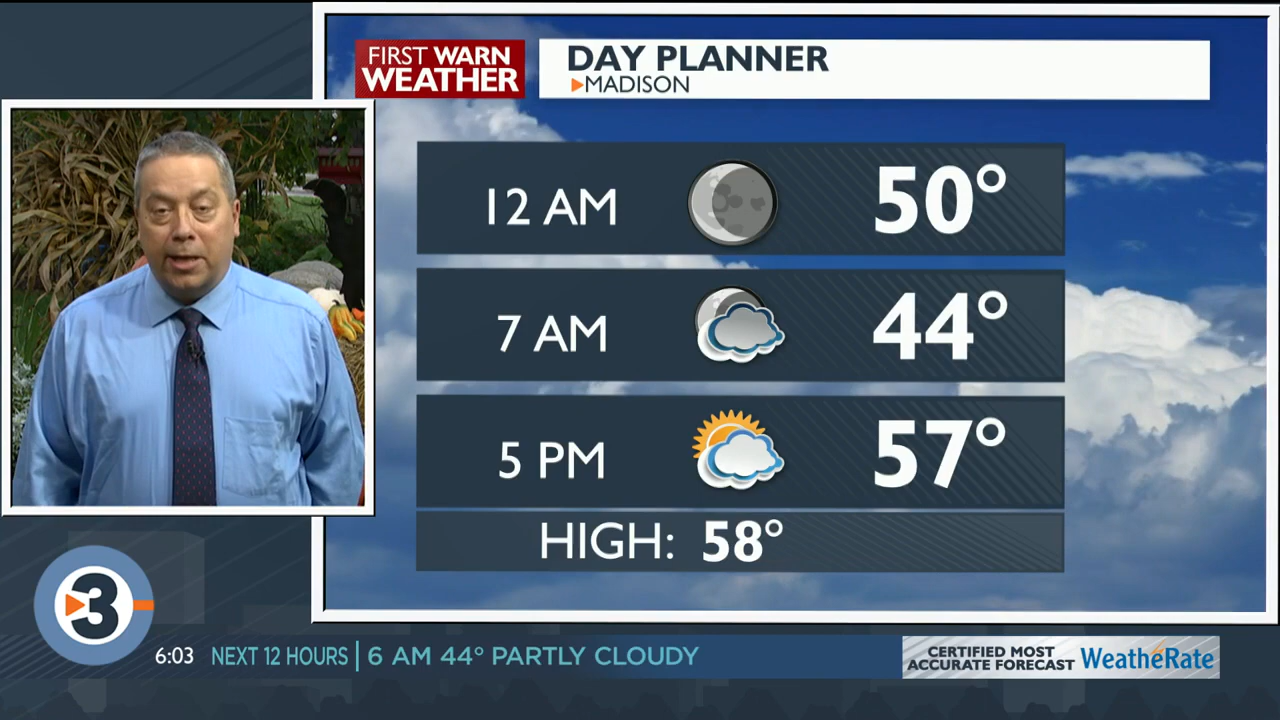 FIRST WARN
WEATHER
DAY PLANNER
MADISON
12 AM 50°
7 AM 44°
5 PM 57°
HIGH: 58°
3
6:03 NEXT 12 HOURS | 6 AM 44° PARTLY CLOUDY
CERTIFIED MOST
ACCURATE FORECAST WeatheRate